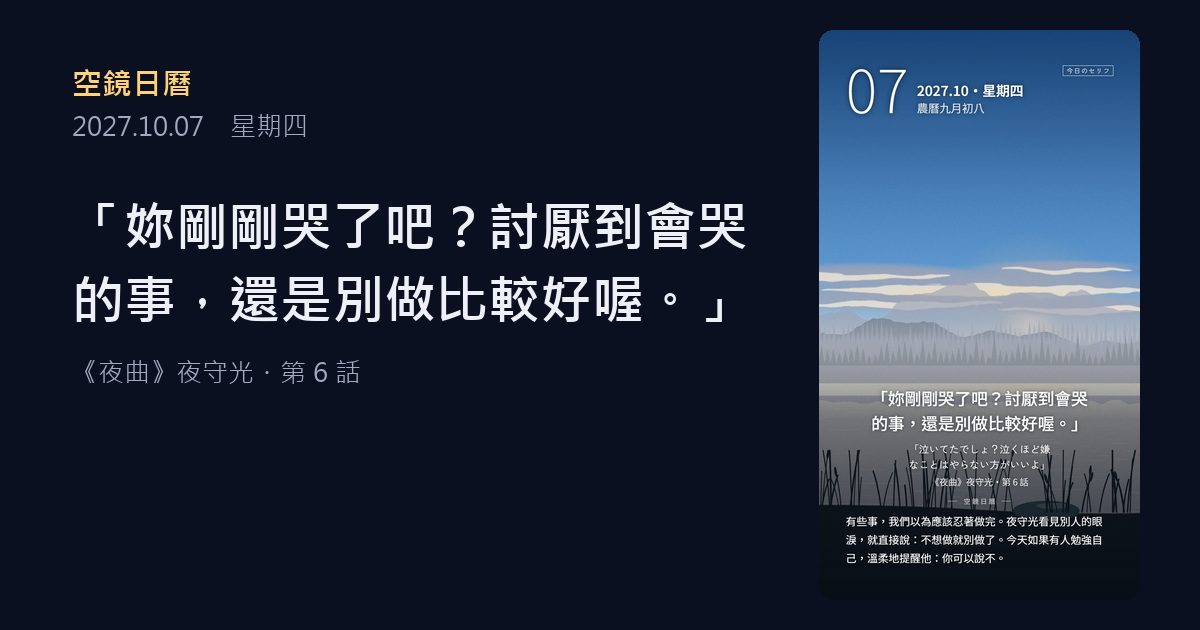 空鏡日曆
2027.10.07　星期四
「妳剛剛哭了吧？討厭到會哭
的事，還是別做比較好喔。」
《夜曲》夜守光．第 6 話
今日のセリフ
07
2027.10・星期四
農曆九月初八
「妳剛剛哭了吧？討厭到會哭
的事，還是別做比較好喔。」
「泣いてたでしょ？泣くほど嫌
なことはやらない方がいいよ」
《夜曲》夜守光・第 6 話
— 空鏡日曆 —
有些事，我們以為應該忍著做完。夜守光看見別人的眼
淚，就直接說：不想做就別做了。今天如果有人勉強自
己，溫柔地提醒他：你可以說不。